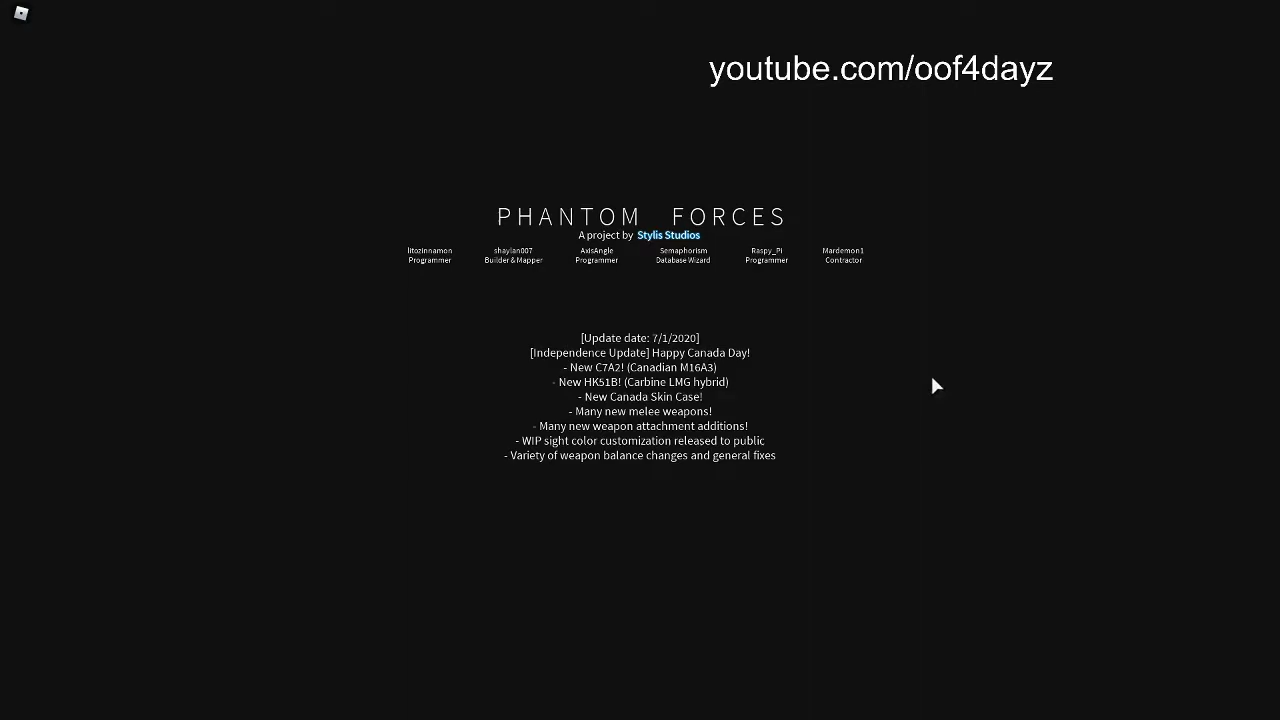 youtube.com/oof4dayz
PHANTOM FORCES
A project by Stylis Studios
litozinnamon shaylan007 AxisAngle Semaphorism Raspy_Pi Mardemon1
Programmer Builder & Mapper Programmer Database Wizard Programmer Contractor
[Update date: 7/1/2020]
[Independence Update] Happy Canada Day!
- New C7A2! (Canadian M16A3)
- New HK51B! (Carbine LMG hybrid)
- New Canada Skin Case!
- Many new melee weapons!
- Many new weapon attachment additions!
- WIP sight color customization released to public
- Variety of weapon balance changes and general fixes